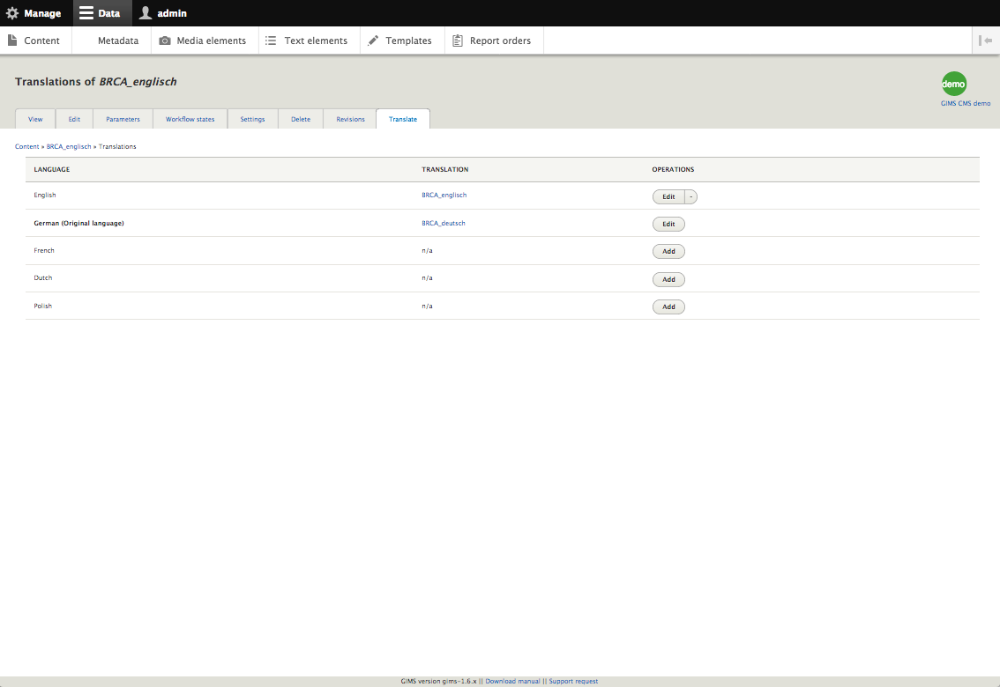 Manage Data admin
Content Metadata Media elements Text elements Templates Report orders
Translations of BRCA_englisch
demo
GIMS CMS demo
View Edit Parameters Workflow states Settings Delete Revisions Translate
Content » BRCA_englisch » Translations
LANGUAGE TRANSLATION OPERATIONS
English BRCA_englisch Edit -
German (Original language) BRCA_deutsch Edit
French n/a Add
Dutch n/a Add
Polish n/a Add
GIMS version gims-1.6.x || Download manual || Support request